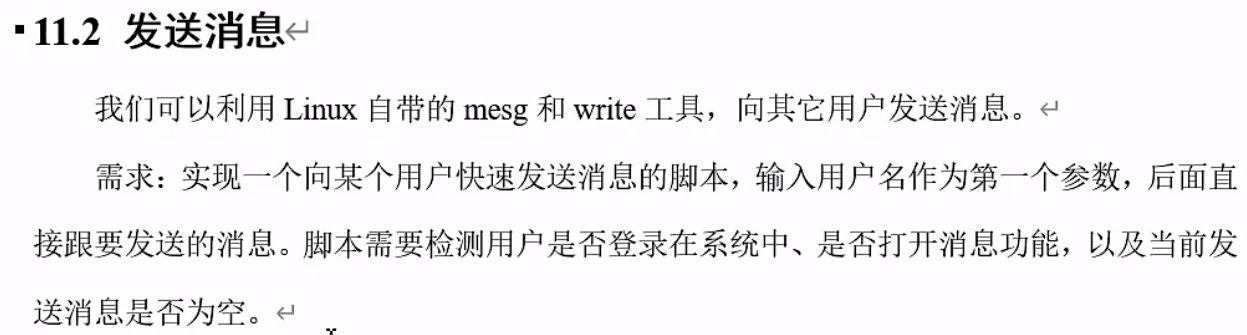 11.2 发送消息
我们可以利用 Linux 自带的 mesg 和 write 工具，向其它用户发送消息。
需求：实现一个向某个用户快速发送消息的脚本，输入用户名作为第一个参数，后面直
接跟要发送的消息。脚本需要检测用户是否登录在系统中、是否打开消息功能，以及当前发
送消息是否为空。